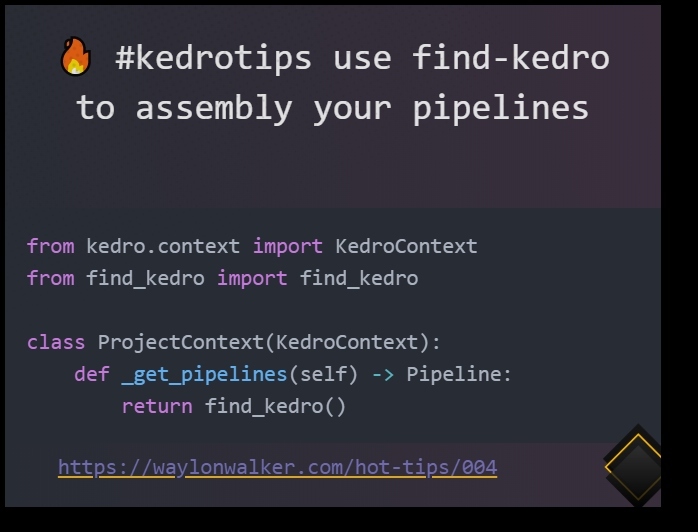 🔥 #kedrotips use find-kedro
to assembly your pipelines
from kedro.context import KedroContext
from find_kedro import find_kedro
class ProjectContext(KedroContext):
    def _get_pipelines(self) -> Pipeline:
        return find_kedro()
https://waylonwalker.com/hot-tips/004